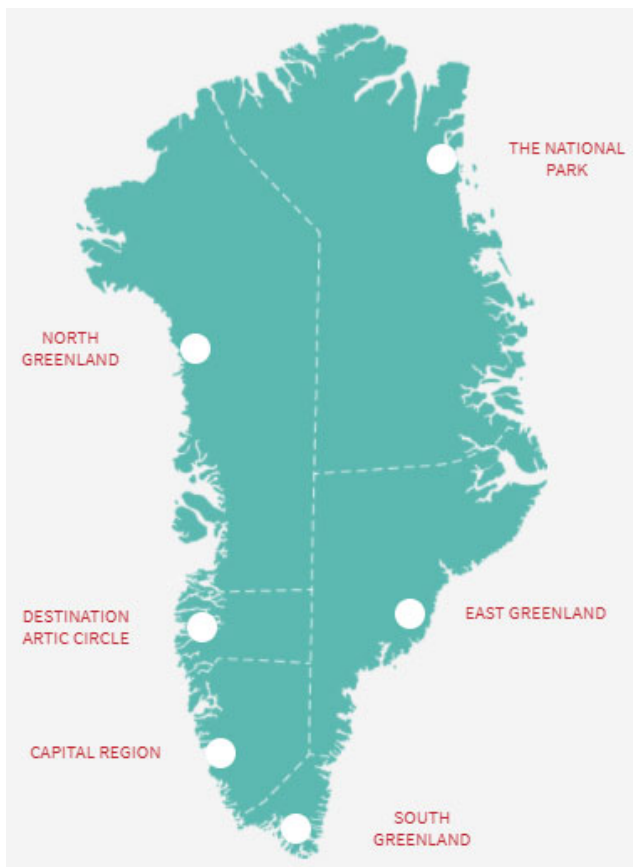 THE NATIONAL
PARK
NORTH
GREENLAND
DESTINATION
ARTIC CIRCLE
EAST GREENLAND
CAPITAL REGION
SOUTH
GREENLAND